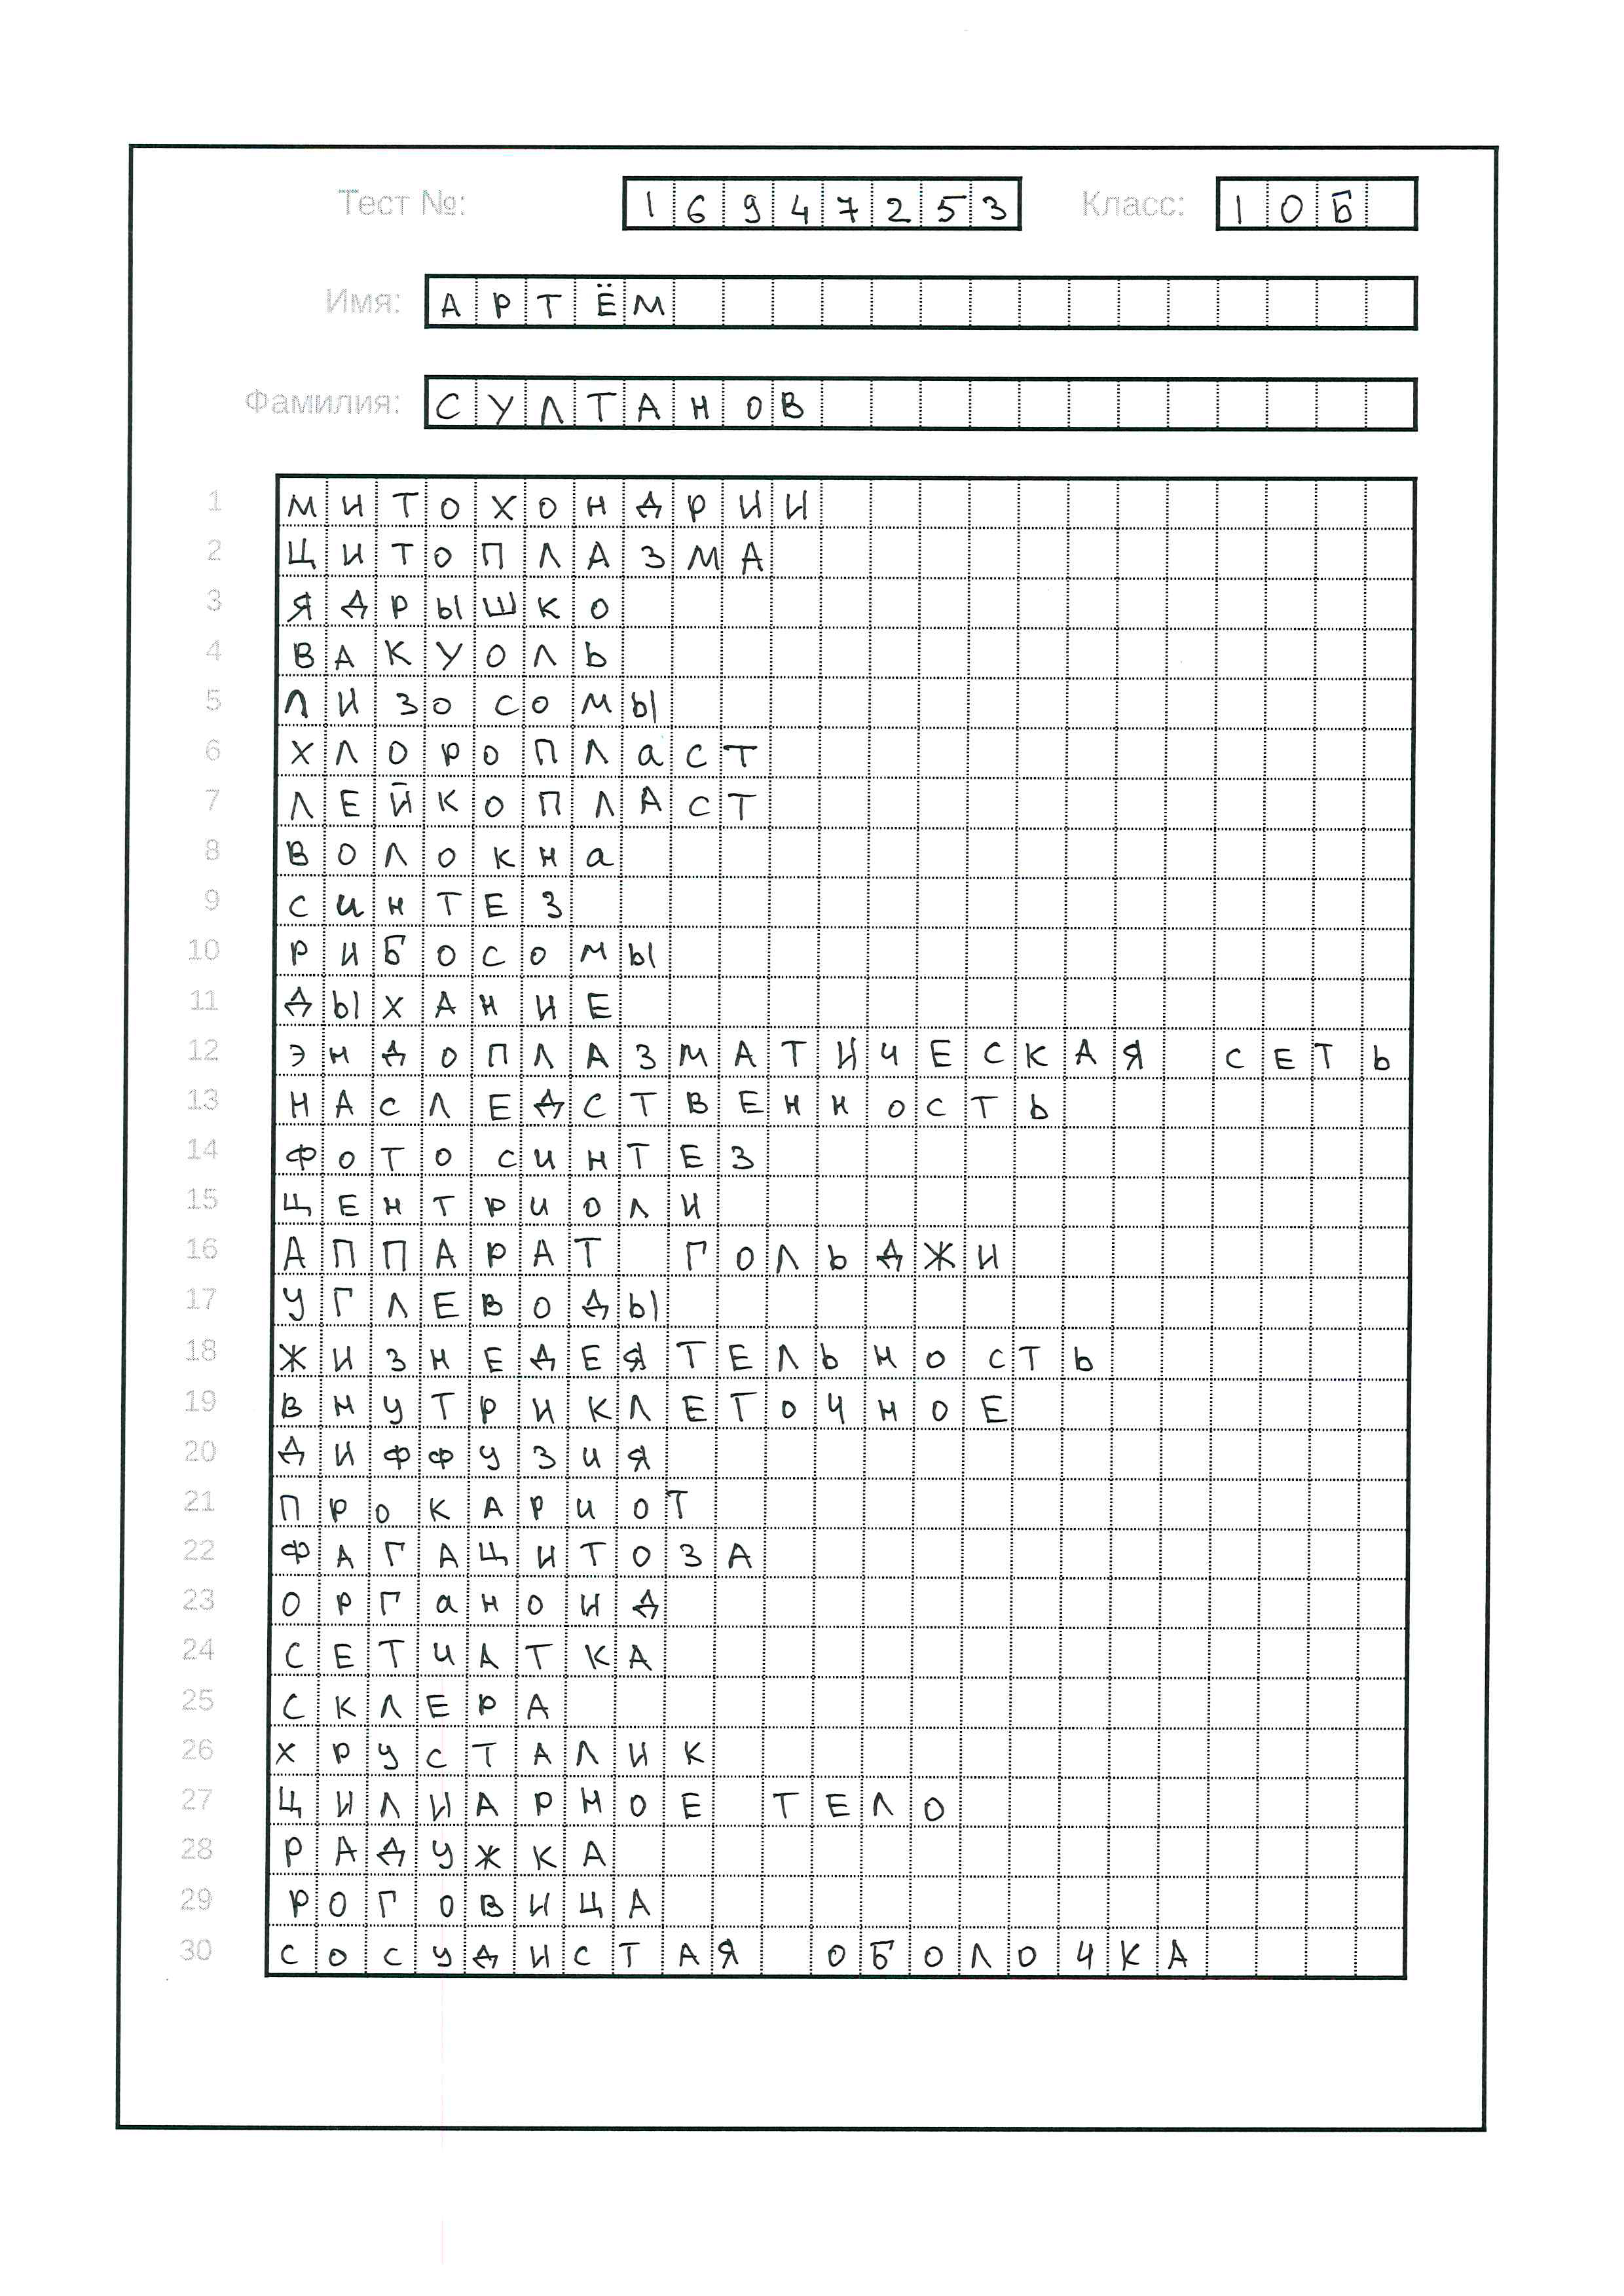 Тест №: 16947253 Класс: 10Б
Имя: АРТЁМ
Фамилия: СУЛТАНОВ
1 МИТОХОНДРИИ
2 ЦИТОПЛАЗМА
3 ЯДРЫШКО
4 ВАКУОЛЬ
5 ЛИЗОСОМЫ
6 ХЛОРОПЛаСТ
7 ЛЕЙКОПЛАСТ
8 ВОЛОКНа
9 СИНТЕЗ
10 РИБОСОМЫ
11 ДЫХАНИЕ
12 ЭНДОПЛАЗМАТИЧЕСКАЯ СЕТЬ
13 НАСЛЕДСТВЕННОСТЬ
14 ФОТОСИНТЕЗ
15 ЦЕНТРИОЛИ
16 АППАРАТ ГОЛЬДЖИ
17 УГЛЕВОДЫ
18 ЖИЗНЕДЕЯТЕЛЬНОСТЬ
19 ВНУТРИКЛЕТОЧНОЕ
20 ДИФФУЗИЯ
21 ПРОКАРИОТ
22 ФАГАЦИТОЗА
23 ОРГаНОИД
24 СЕТЧАТКА
25 СКЛЕРА
26 ХРУСТАЛИК
27 ЦИЛИАРНОЕ ТЕЛО
28 РАДУЖКА
29 РОГОВИЦА
30 СОСУДИСТАЯ ОБОЛОЧКА